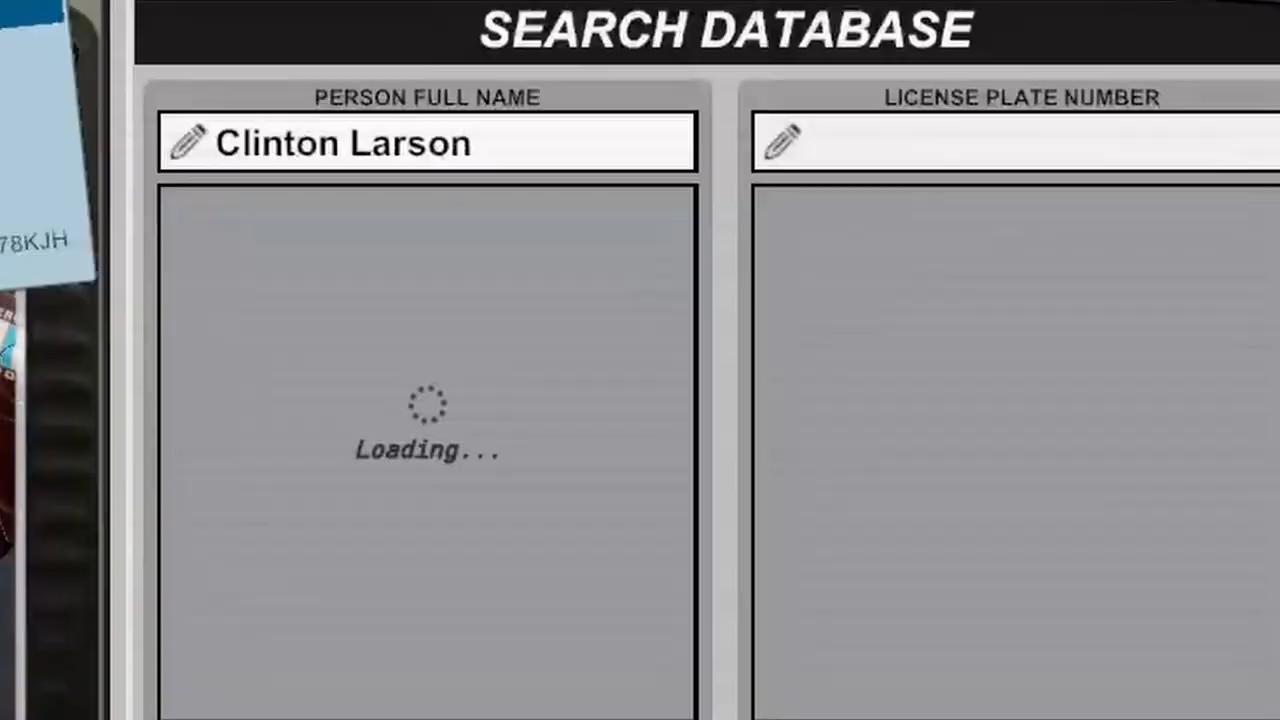 SEARCH DATABASE
PERSON FULL NAME
LICENSE PLATE NUMBER
Clinton Larson
78KJH
Loading...